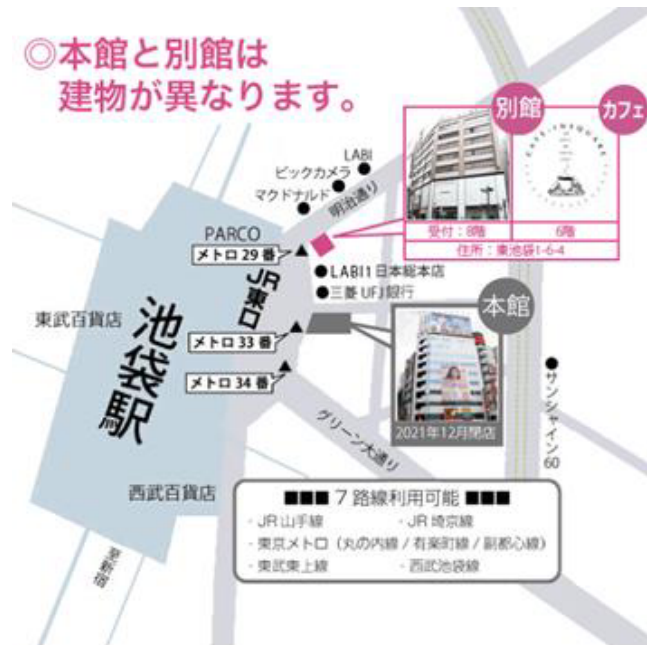 ◎本館と別館は
建物が異なります。
別館
カフェ
LABI
ビックカメラ
マクドナルド
明治通り
受付：8階
6階
住所：東池袋1-6-4
PARCO
メトロ 29 番
JR東口
●LABI1日本総本店
●三菱 UFJ 銀行
本館
東武百貨店
池袋駅
メトロ 33 番
メトロ 34 番
2021年12月閉店
●サンシャイン60
グリーン大通り
西武百貨店
至新宿
■■■ 7 路線利用可能 ■■■
・JR 山手線
・JR 埼京線
・東京メトロ（丸の内線 / 有楽町線 / 副都心線）
・東武東上線
・西武池袋線